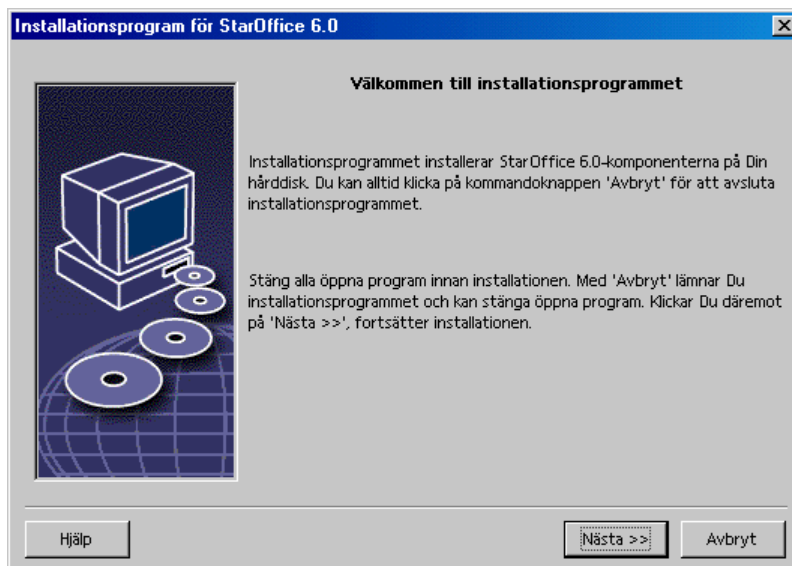 Installationsprogram för StarOffice 6.0
Välkommen till installationsprogrammet
Installationsprogrammet installerar StarOffice 6.0-komponenterna på Din
hårddisk. Du kan alltid klicka på kommandoknappen 'Avbryt' för att avsluta
installationsprogrammet.
Stäng alla öppna program innan installationen. Med 'Avbryt' lämnar Du
installationsprogrammet och kan stänga öppna program. Klickar Du däremot
på 'Nästa >>', fortsätter installationen.
Hjälp
Nästa >>
Avbryt